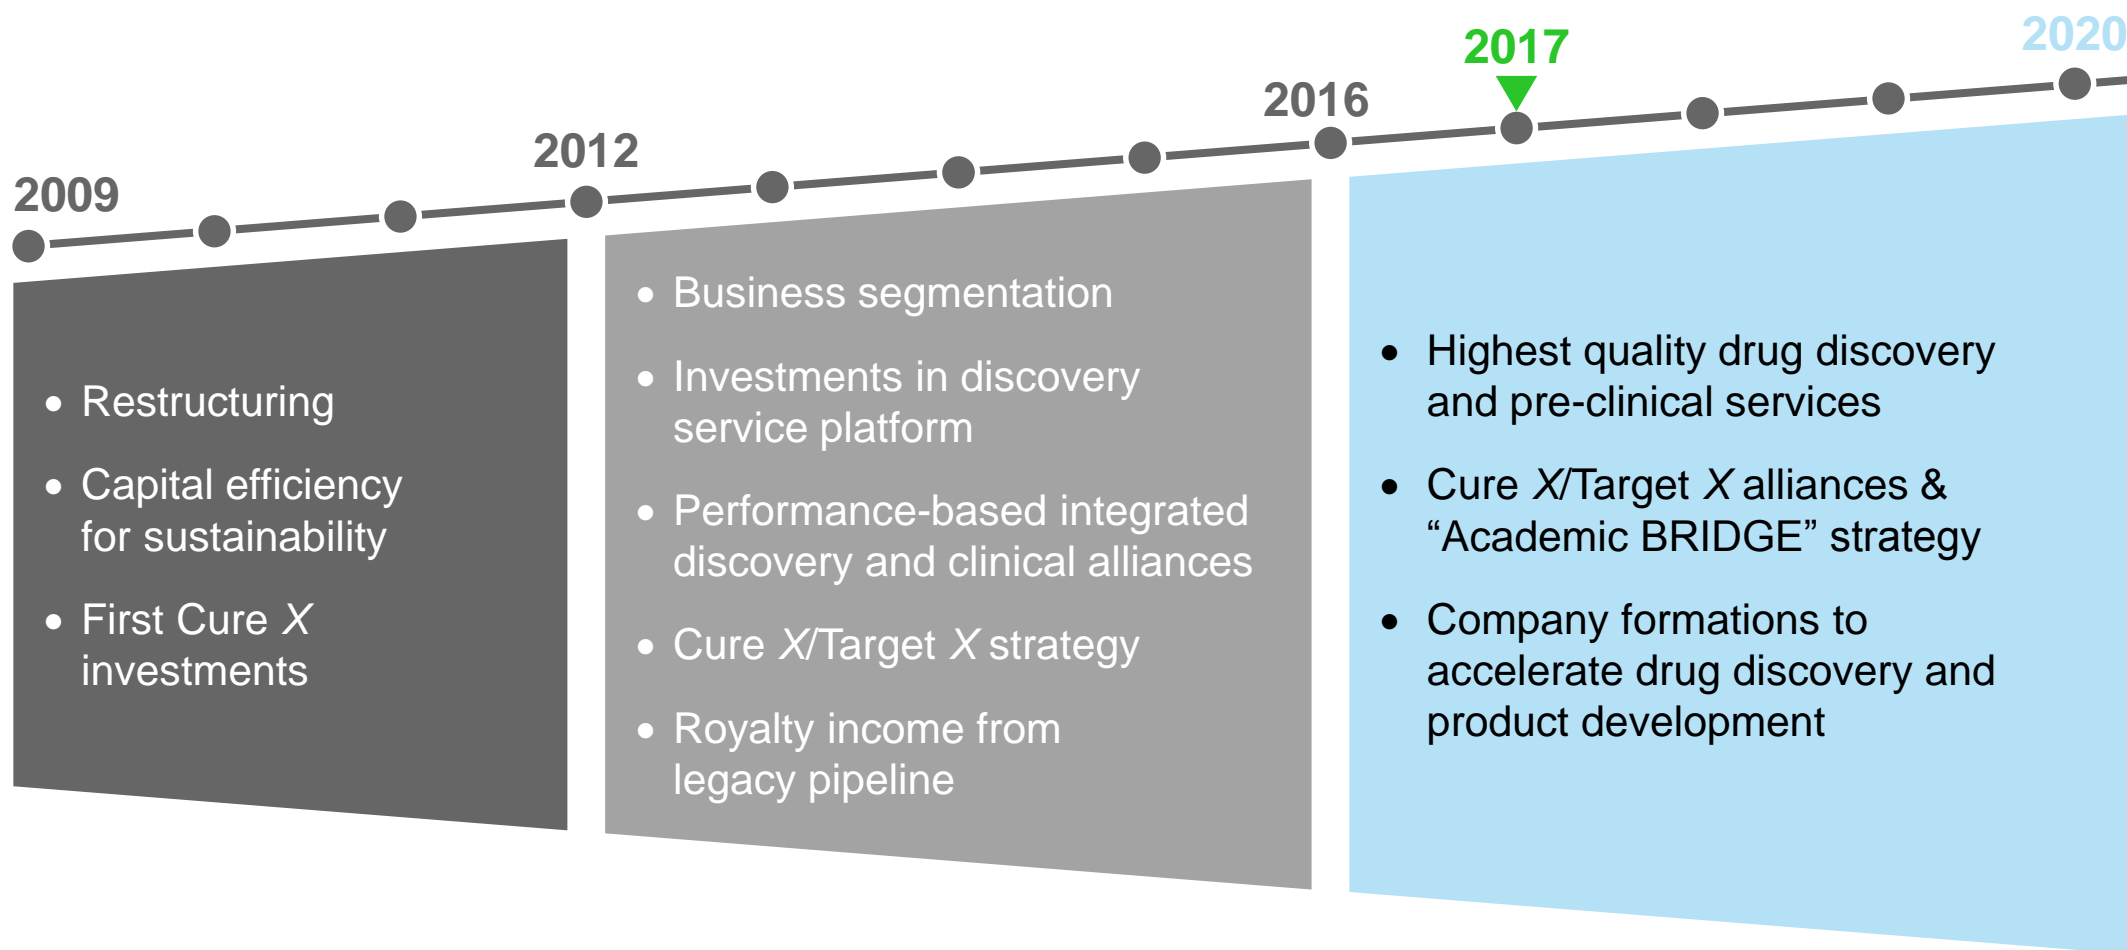 2009
2012
2016
2017
2020
• Restructuring
• Capital efficiency
for sustainability
• First Cure X
investments
• Business segmentation
• Investments in discovery
service platform
• Performance-based integrated
discovery and clinical alliances
• Cure X/Target X strategy
• Royalty income from
legacy pipeline
• Highest quality drug discovery
and pre-clinical services
• Cure X/Target X alliances &
“Academic BRIDGE” strategy
• Company formations to
accelerate drug discovery and
product development